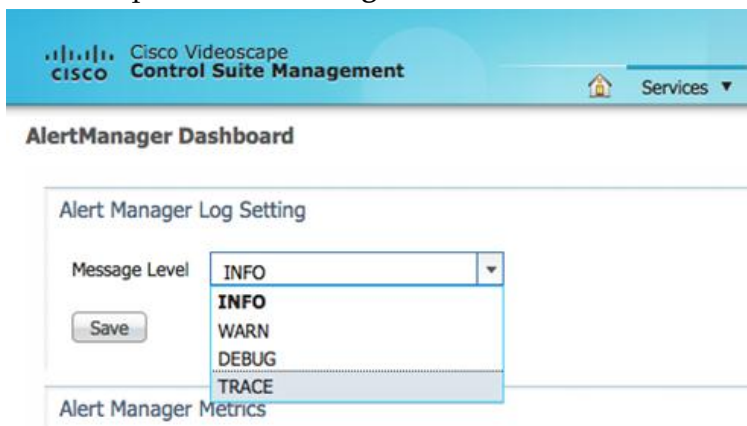 Cisco Videoscape
CISCO Control Suite Management
Services
AlertManager Dashboard
Alert Manager Log Setting
Message Level INFO
INFO
Save WARN
DEBUG
TRACE
Alert Manager Metrics